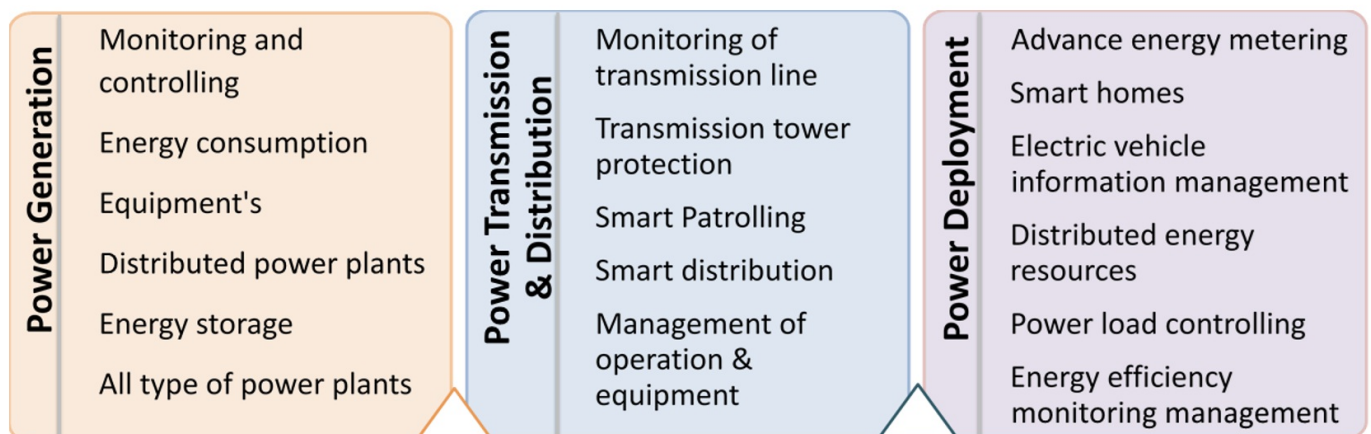 Power Generation
Monitoring and
controlling
Energy consumption
Equipment's
Distributed power plants
Energy storage
All type of power plants
Power Transmission
& Distribution
Monitoring of
transmission line
Transmission tower
protection
Smart Patrolling
Smart distribution
Management of
operation &
equipment
Power Deployment
Advance energy metering
Smart homes
Electric vehicle
information management
Distributed energy
resources
Power load controlling
Energy efficiency
monitoring management